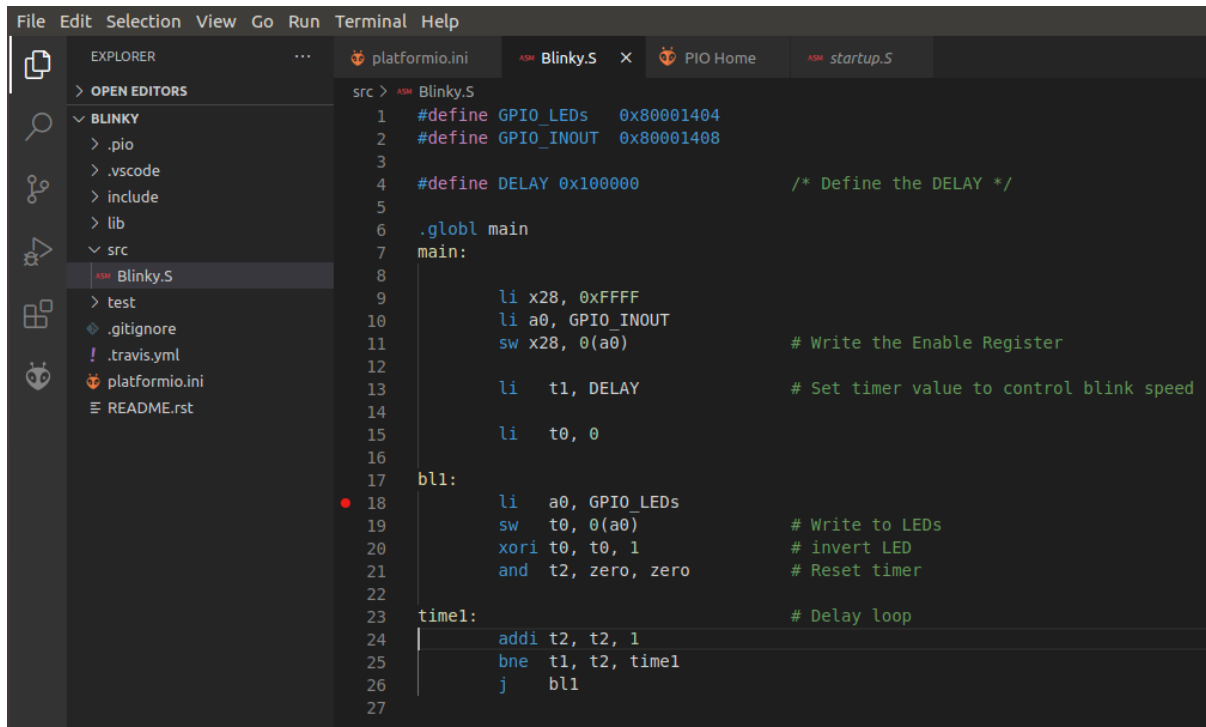 File Edit Selection View Go Run Terminal Help
EXPLORER ...
OPEN EDITORS
BLINKY
.pio
.vscode
include
lib
src
ASM Blinky.S
test
.gitignore
! .travis.yml
platformio.ini
README.rst
platformio.ini ASM Blinky.S × PIO Home ASM startup.S
src > ASM Blinky.S
1 #define GPIO_LEDs 0x80001404
2 #define GPIO_INOUT 0x80001408
3
4 #define DELAY 0x100000 /* Define the DELAY */
5
6 .globl main
7 main:
8
9 li x28, 0xFFFF
10 li a0, GPIO_INOUT
11 sw x28, 0(a0) # Write the Enable Register
12
13 li t1, DELAY # Set timer value to control blink speed
14
15 li t0, 0
16
17 bl1:
18 li a0, GPIO_LEDs
19 sw t0, 0(a0) # Write to LEDs
20 xori t0, t0, 1 # invert LED
21 and t2, zero, zero # Reset timer
22
23 time1: # Delay loop
24 addi t2, t2, 1
25 bne t1, t2, time1
26 j bl1
27